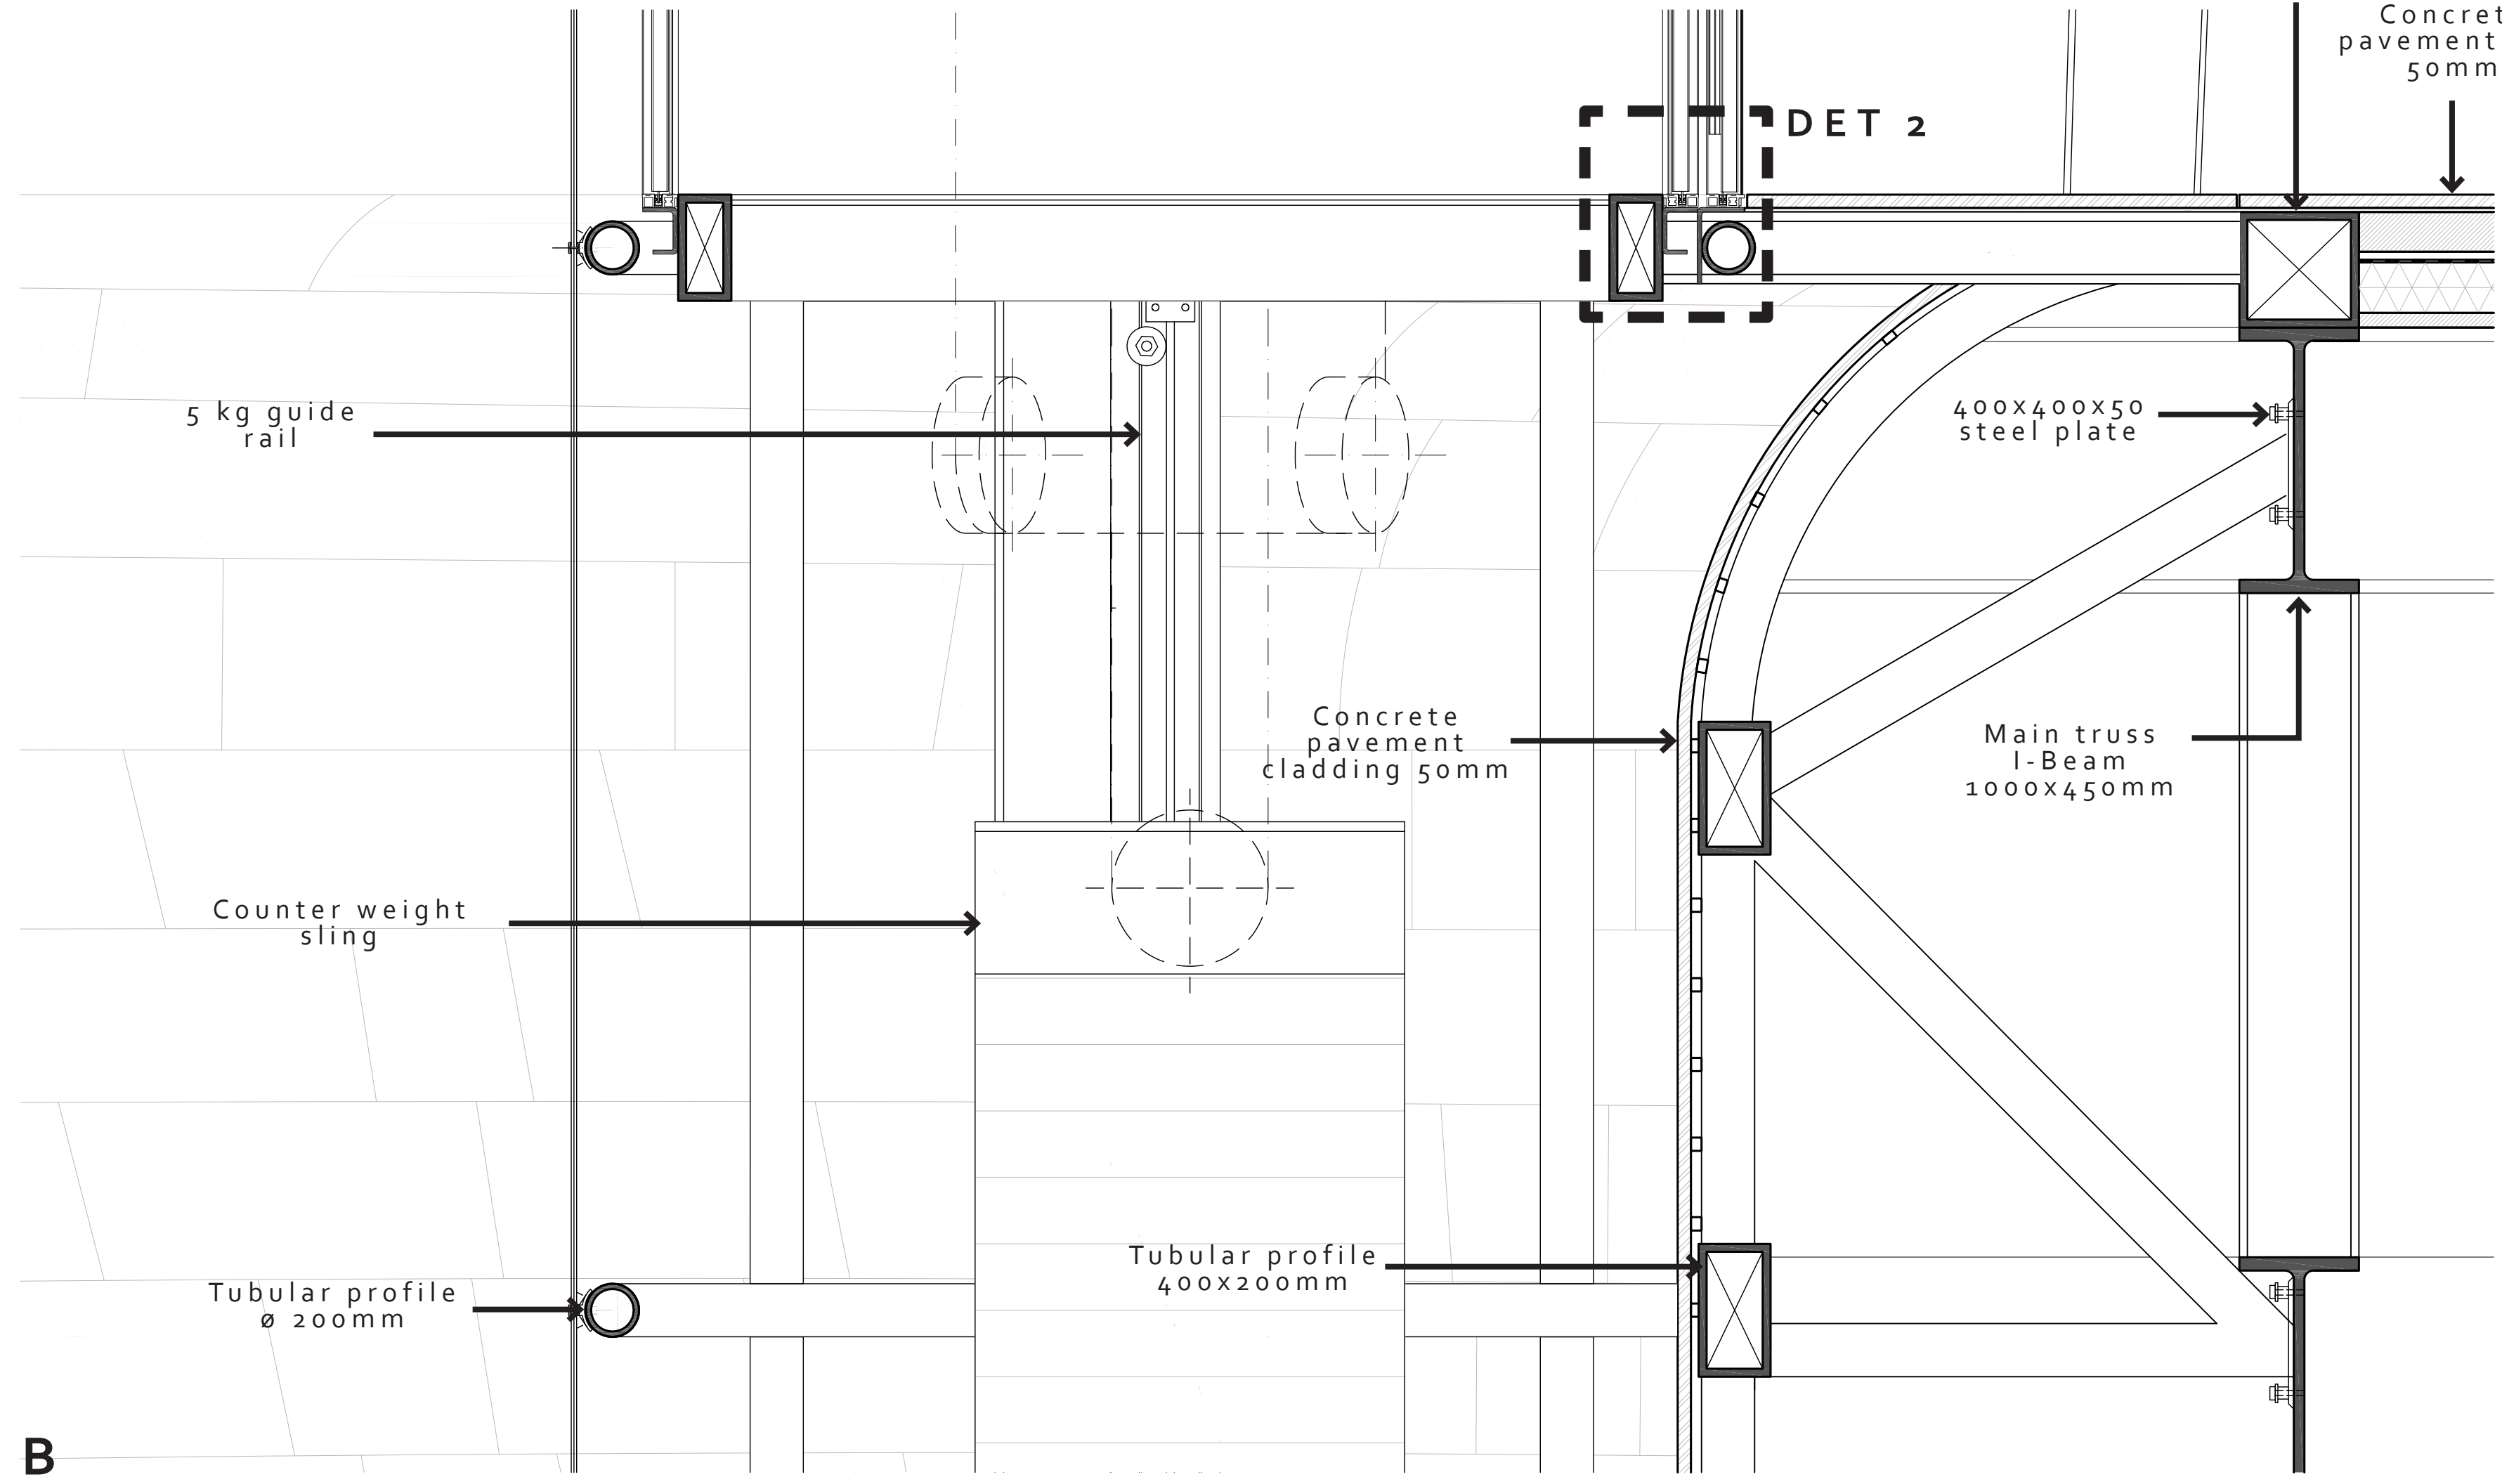 Concret
pavement
50mm
DET 2
5 kg guide
rail
400x400x50
steel plate
Concrete
pavement
cladding 50mm
Main truss
I-Beam
1000x450mm
Counter weight
sling
Tubular profile
400x200mm
Tubular profile
ø 200mm
B